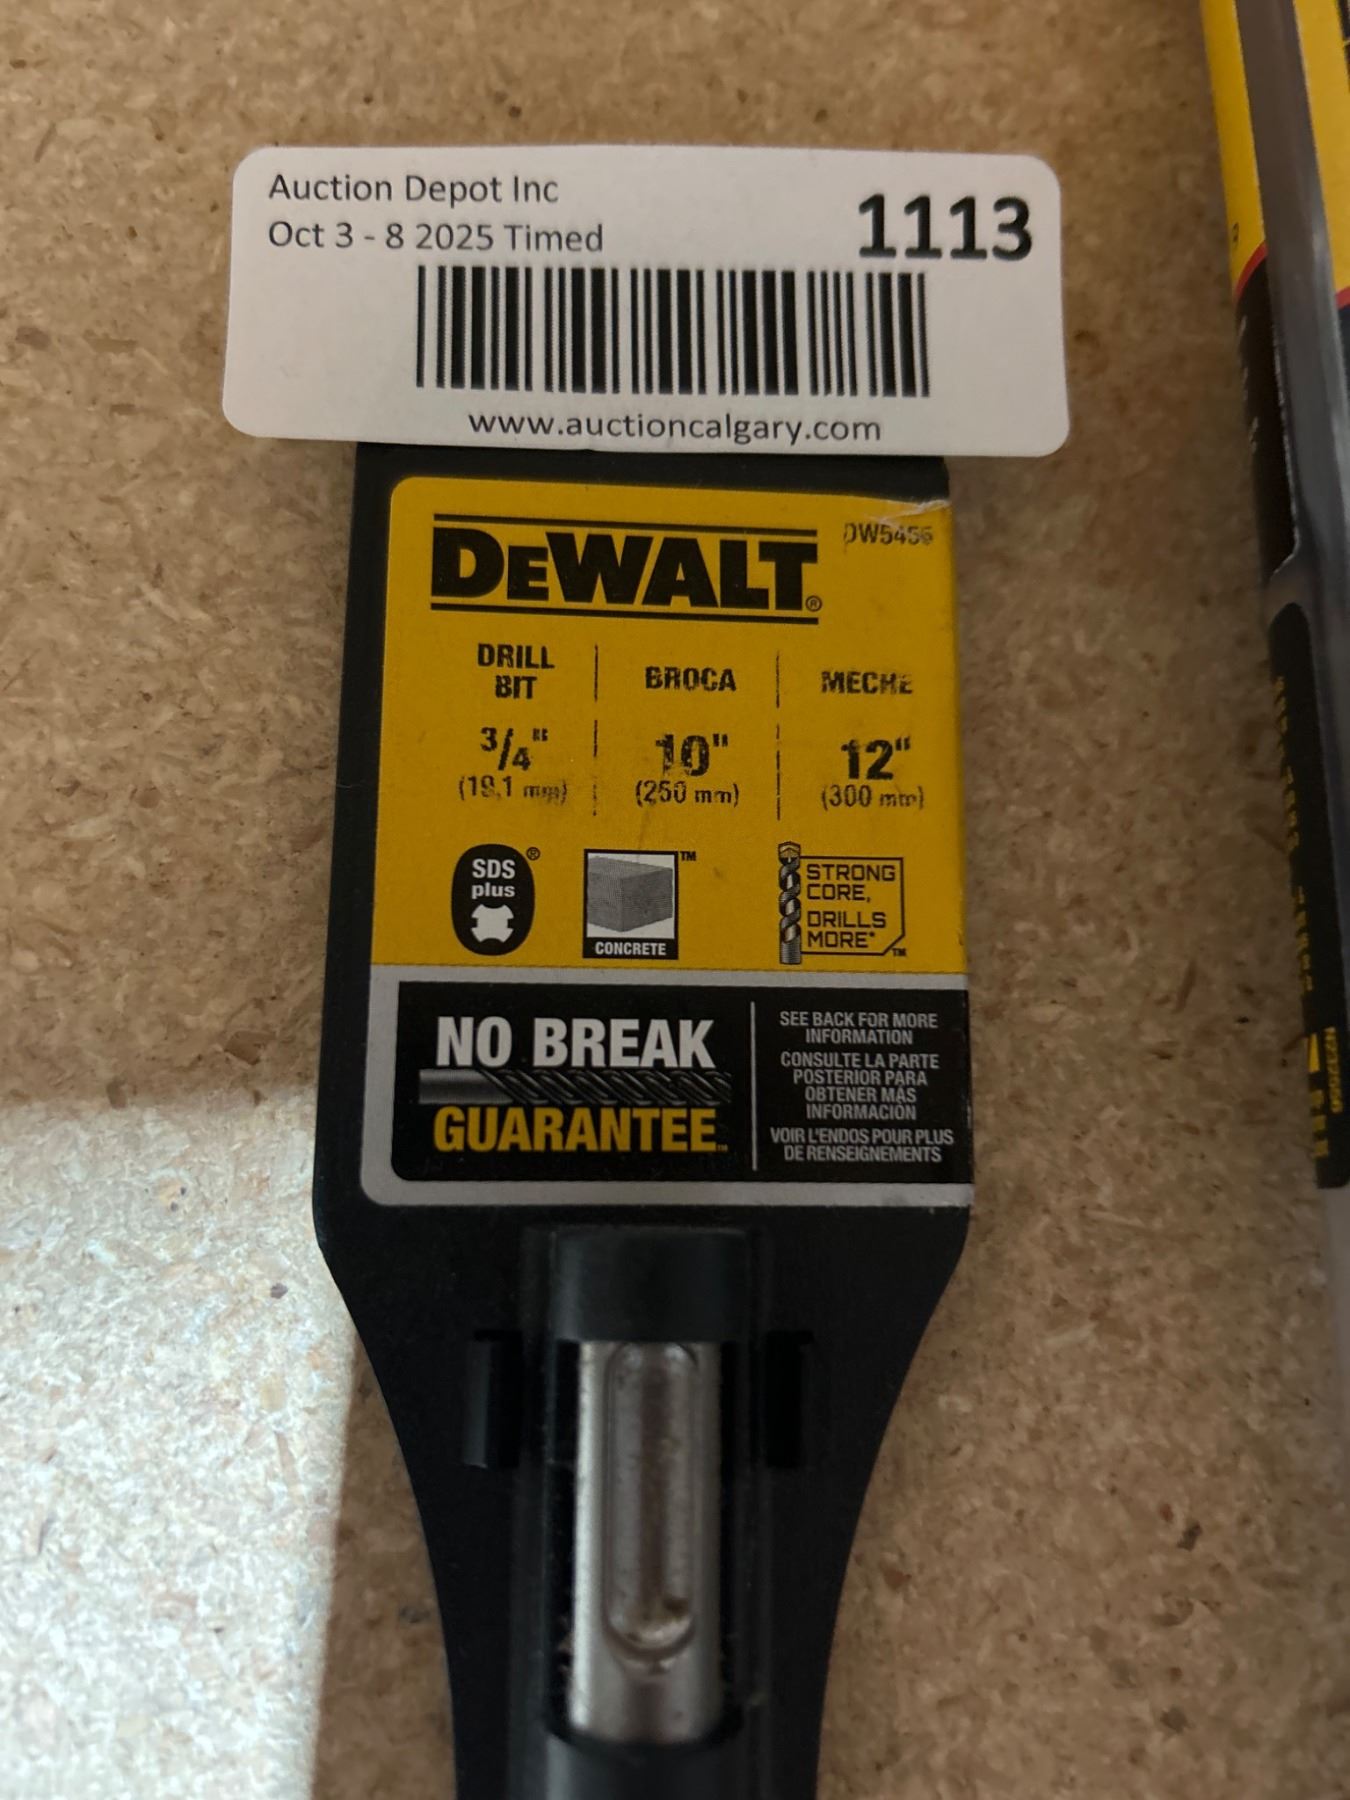 Auction Depot Inc
Oct 3 - 8 2025 Timed
1113
www.auctioncalgary.com
DEWALT®
DW5456
DRILL BIT
BROCA
MECHE
3/4"
(19,1 mm)
10"
(250 mm)
12"
(300 mm)
SDS
plus
®
TM
CONCRETE
STRONG
CORE,
DRILLS
MORE*
TM
NO BREAK
GUARANTEE
SEE BACK FOR MORE
INFORMATION
CONSULTE LA PARTE
POSTERIOR PARA
OBTENER MÁS
INFORMACIÓN
VOIR L'ENDOS POUR PLUS
DE RENSEIGNEMENTS